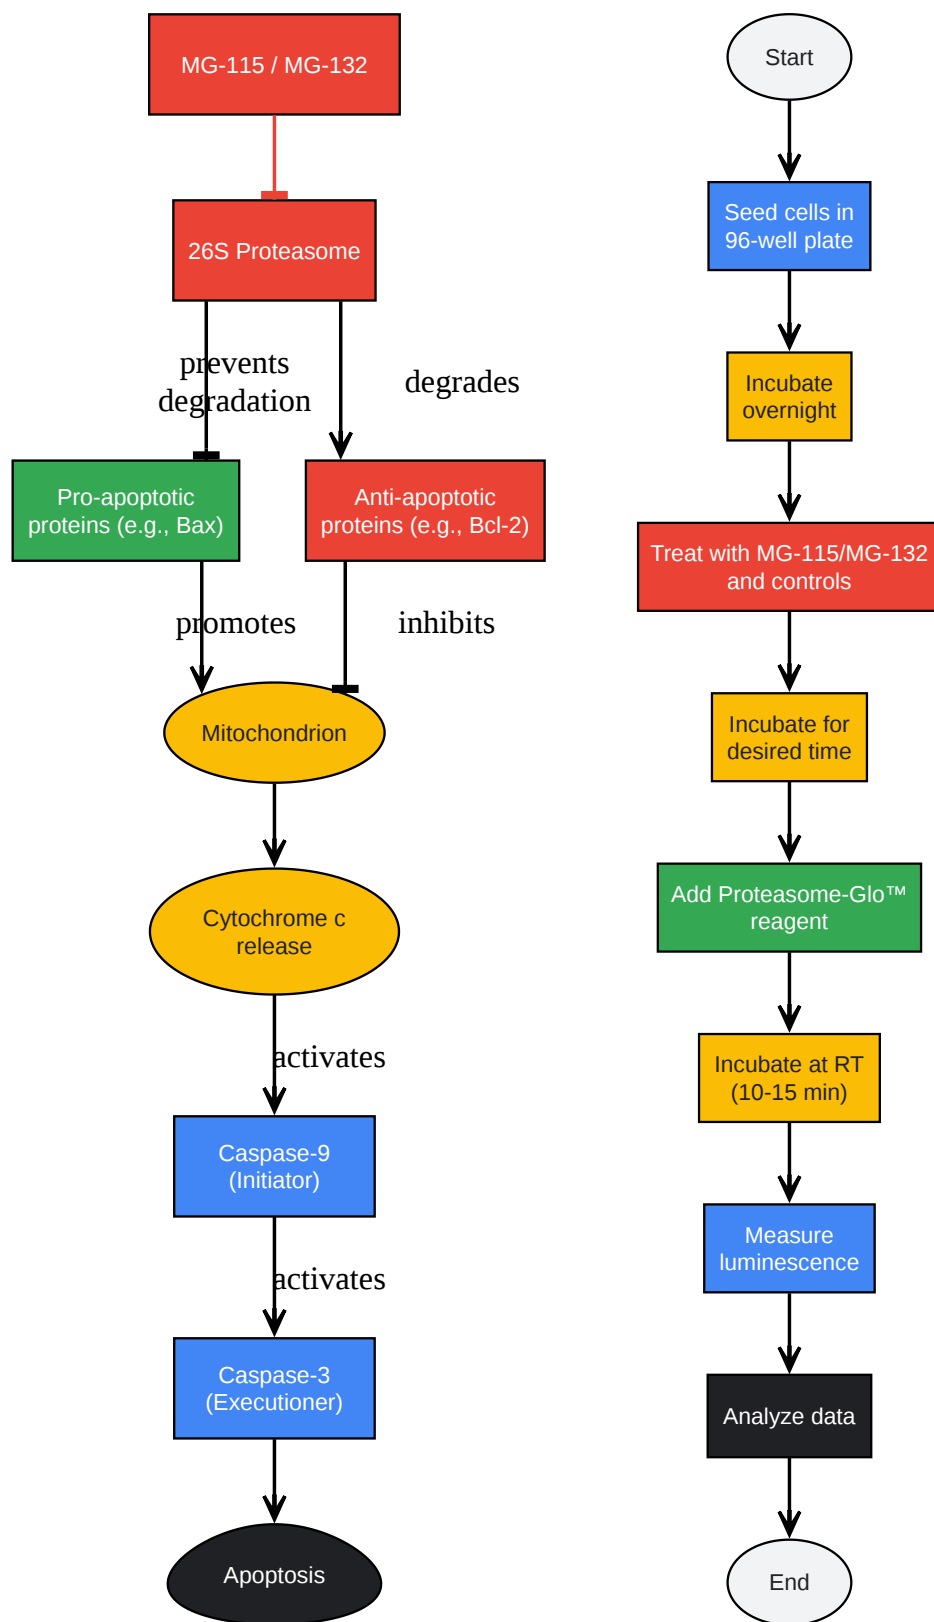 MG-115 / MG-132
26S Proteasome
prevents
degradation
degrades
Pro-apoptotic
proteins (e.g., Bax)
Anti-apoptotic
proteins (e.g., Bcl-2)
promotes
inhibits
Mitochondrion
Cytochrome c
release
activates
Caspase-9
(Initiator)
activates
Caspase-3
(Executioner)
Apoptosis
Start
Seed cells in
96-well plate
Incubate
overnight
Treat with MG-115/MG-132
and controls
Incubate for
desired time
Add Proteasome-Glo™
reagent
Incubate at RT
(10-15 min)
Measure
luminescence
Analyze data
End